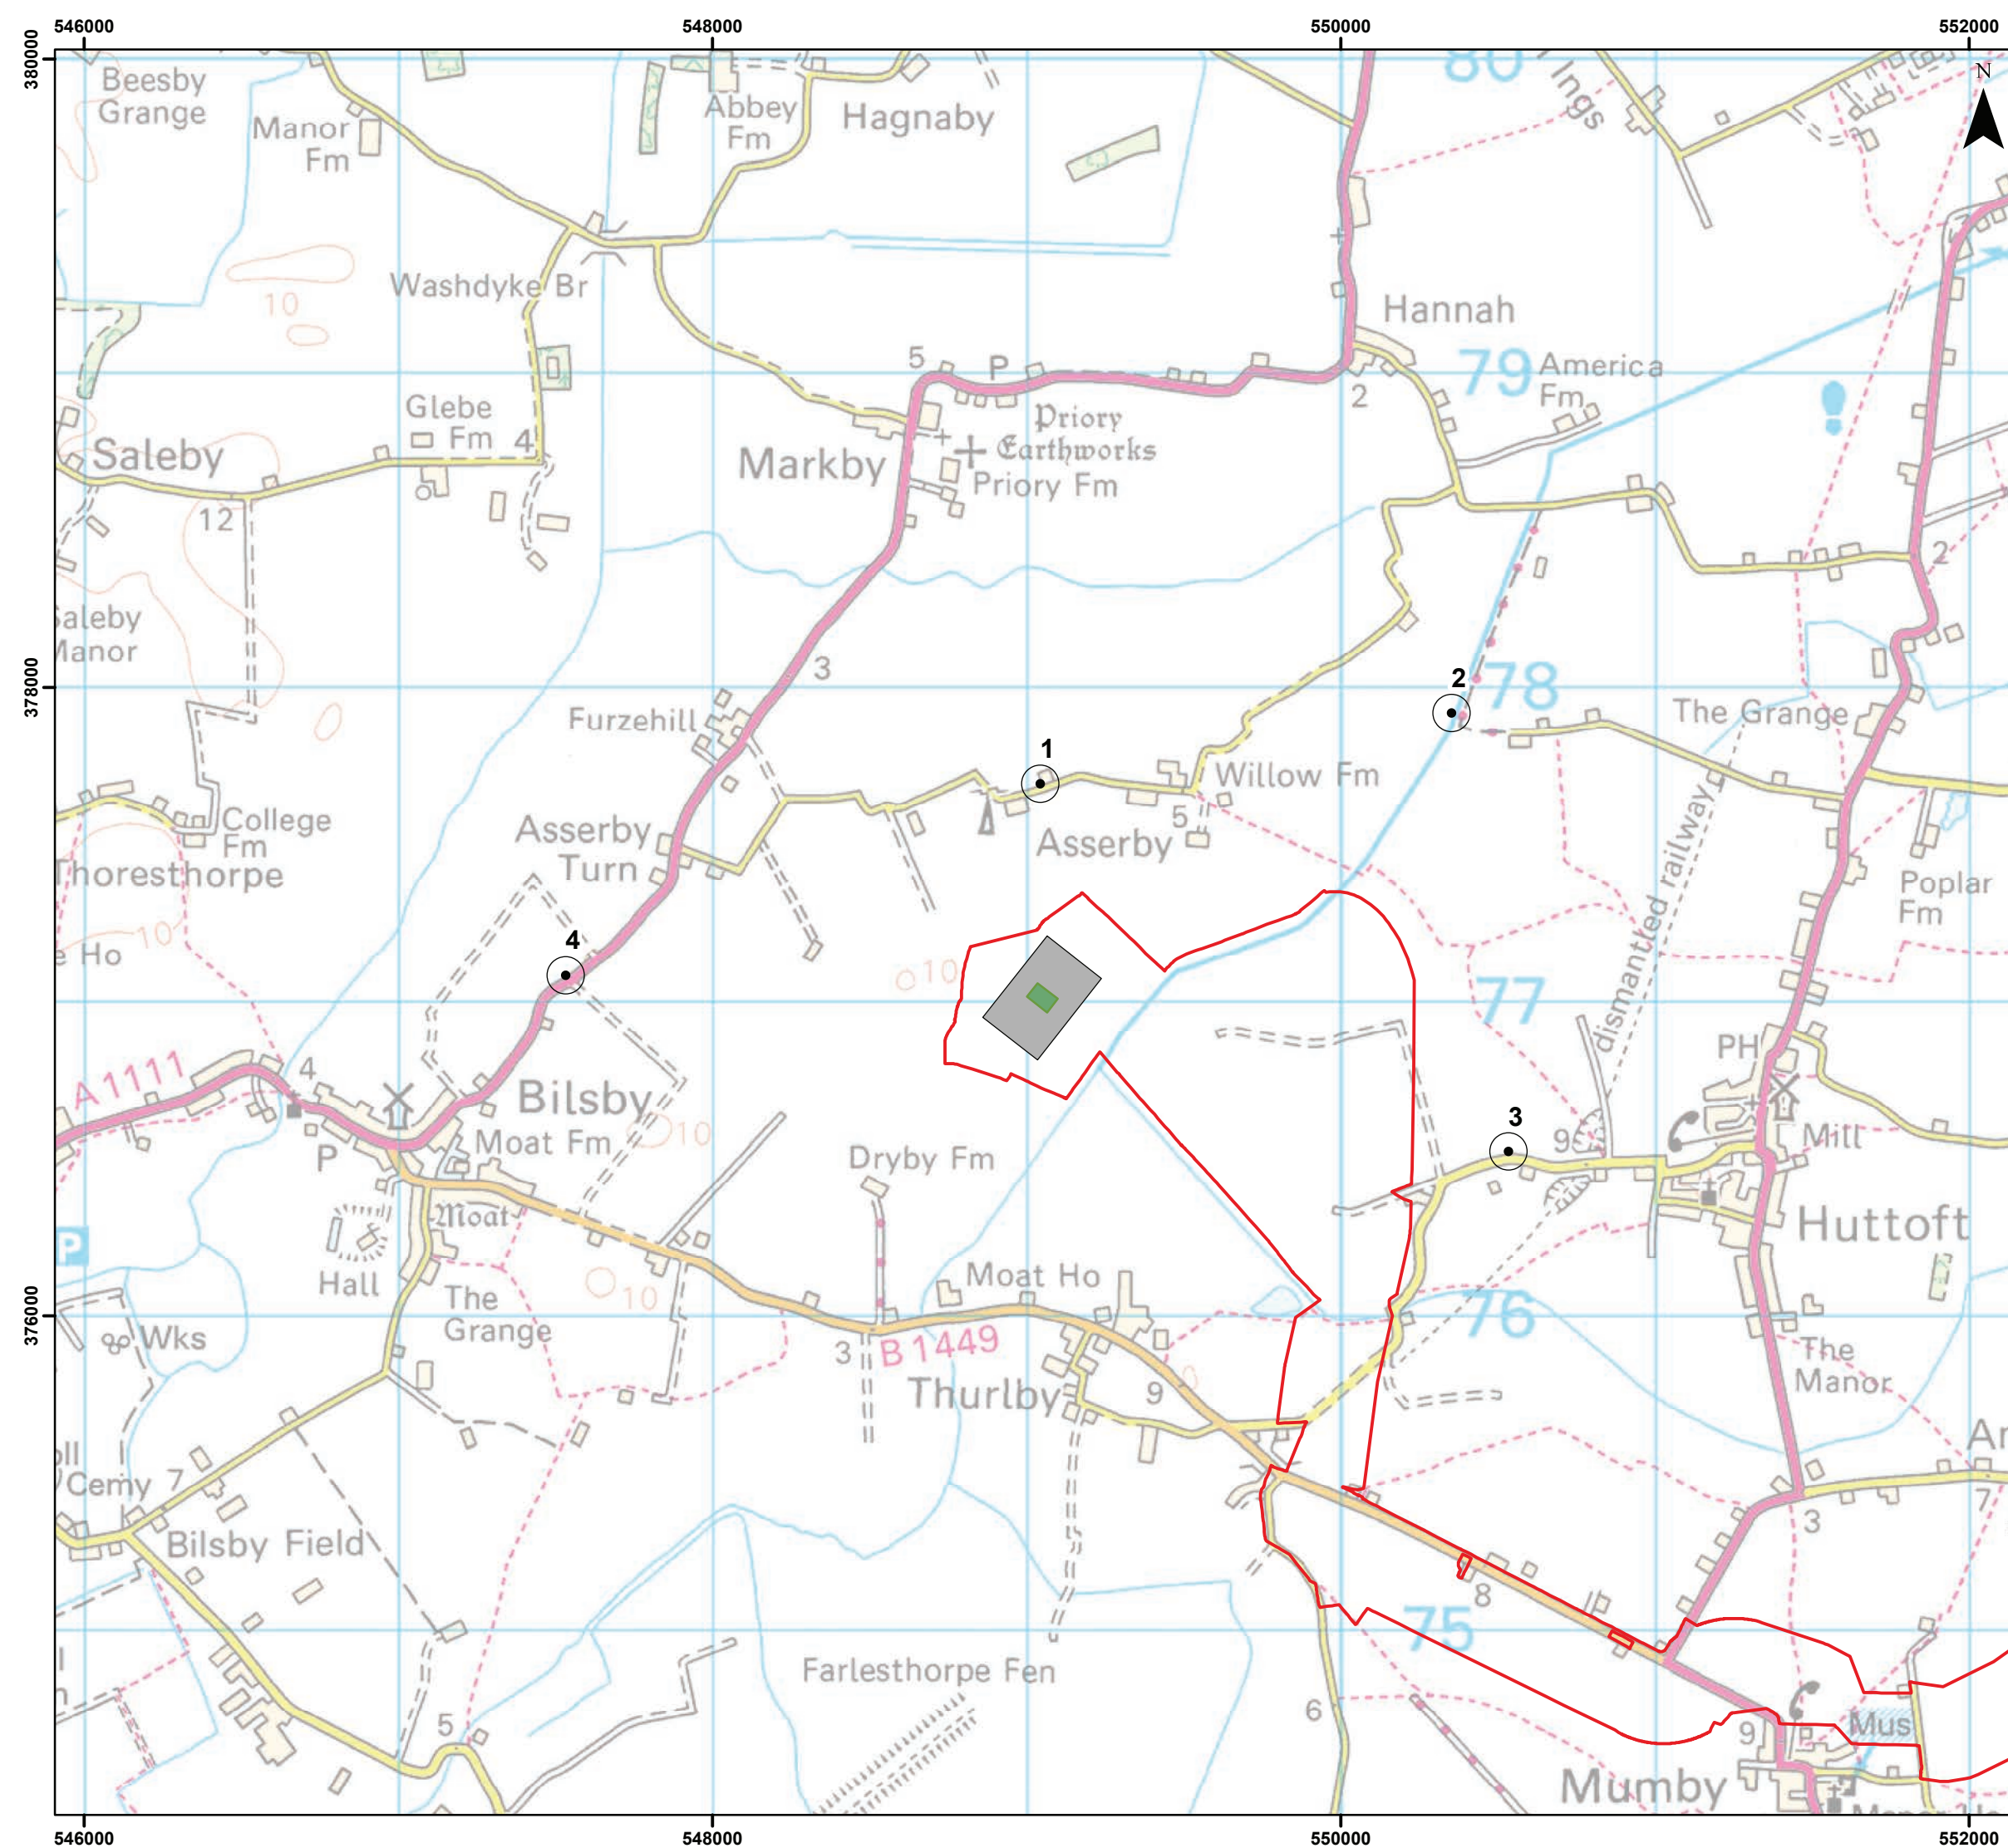 546000
548000
550000
552000
380000
378000
376000
N
80
Ings
Beesby
Grange
Manor
Fm
Abbey
Fm
Hagnaby
Washdyke Br
10
Hannah
5
P
2
79
America
Fm
Glebe
Fm
4
Saleby
12
Markby
Priory
Earthworks
Priory Fm
2
Saleby
Manor
3
2
78
Furzehill
The Grange
1
Willow Fm
5
Asserby
Asserby
Turn
College
Fm
Thoresthorpe
10
e Ho
4
10
dismantled railway
Poplar
Fm
77
PH
A 1111
4
Bilsby
Moat Fm
10
P
Moat
Dryby Fm
3
9
Mill
Huttoft
P
Hall
The
Grange
10
Moat Ho
76
Wks
3
B 1449
Thurlby
9
The
Manor
Cemy
7
Bilsby Field
3
7
8
75
Farlesthorpe Fen
5
6
9
Mus
Mumby
546000
548000
550000
552000